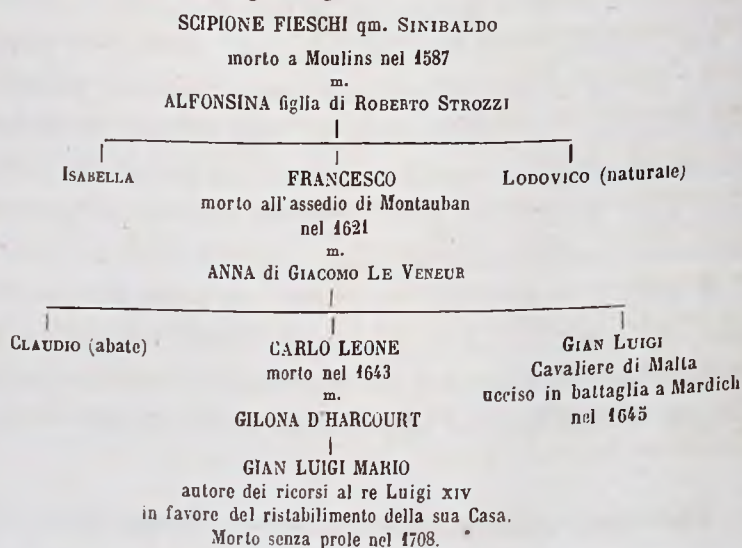 SCIPIONE FIESCHI qm. SINIBALDO
morto a Moulins nel 1587
m.
ALFONSINA figlia di ROBERTO STROZZI
ISABELLA FRANCESCO LODOVICO (naturale)
morto all'assedio di Montauban
nel 1621
m.
ANNA di GIACOMO LE VENEUR
CLAUDIO (abate) CARLO LEONE GIAN LUIGI
morto nel 1643 Cavaliere di Malta
m. ucciso in battaglia a Mardich
GILONA D'HARCOURT nel 1645
GIAN LUIGI MARIO
autore dei ricorsi al re Luigi XIV
in favore del ristabilimento della sua Casa.
Morto senza prole nel 1708.